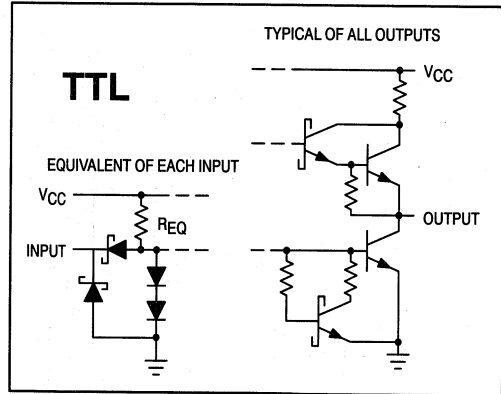 TYPICAL OF ALL OUTPUTS
VCC
TTL
EQUIVALENT OF EACH INPUT
VCC
REQ
INPUT
OUTPUT